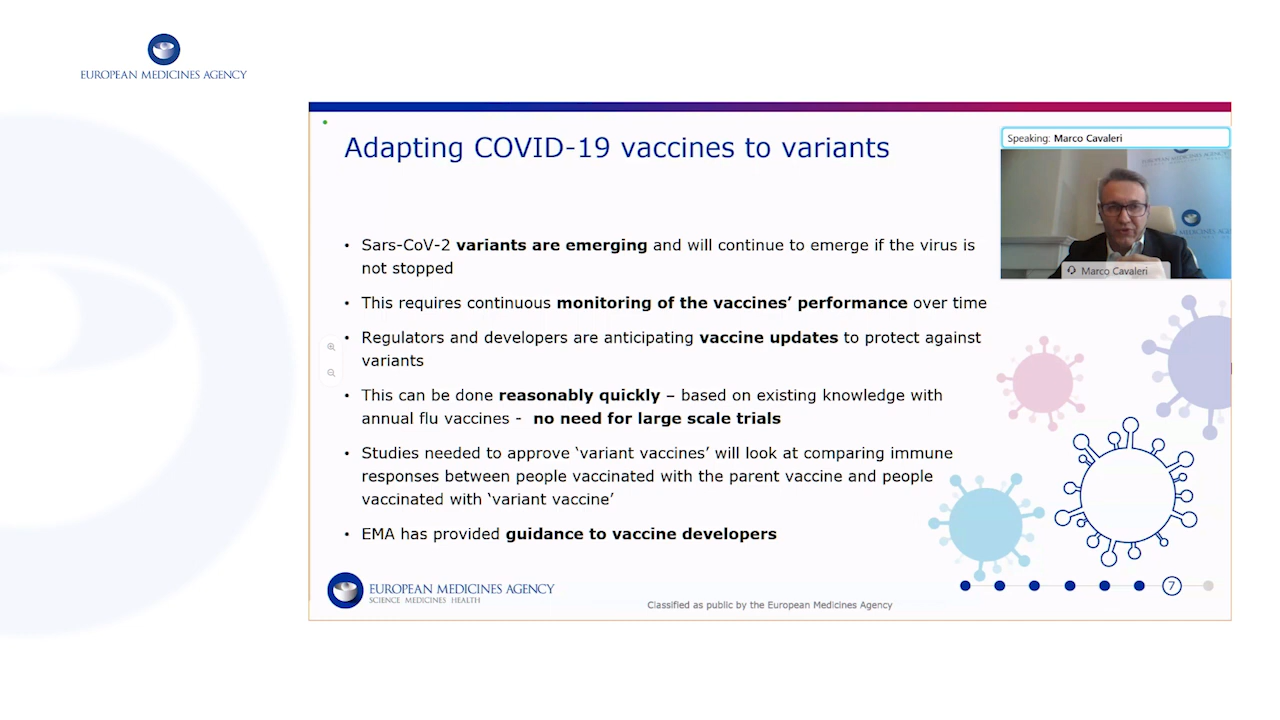 EUROPEAN MEDICINES AGENCY
Adapting COVID-19 vaccines to variants
Speaking: Marco Cavaleri
Marco Cavaleri
• Sars-CoV-2 variants are emerging and will continue to emerge if the virus is
not stopped
• This requires continuous monitoring of the vaccines’ performance over time
• Regulators and developers are anticipating vaccine updates to protect against
variants
• This can be done reasonably quickly – based on existing knowledge with
annual flu vaccines - no need for large scale trials
• Studies needed to approve ‘variant vaccines’ will look at comparing immune
responses between people vaccinated with the parent vaccine and people
vaccinated with ‘variant vaccine’
• EMA has provided guidance to vaccine developers
EUROPEAN MEDICINES AGENCY
SCIENCE MEDICINES HEALTH
Classified as public by the European Medicines Agency
7